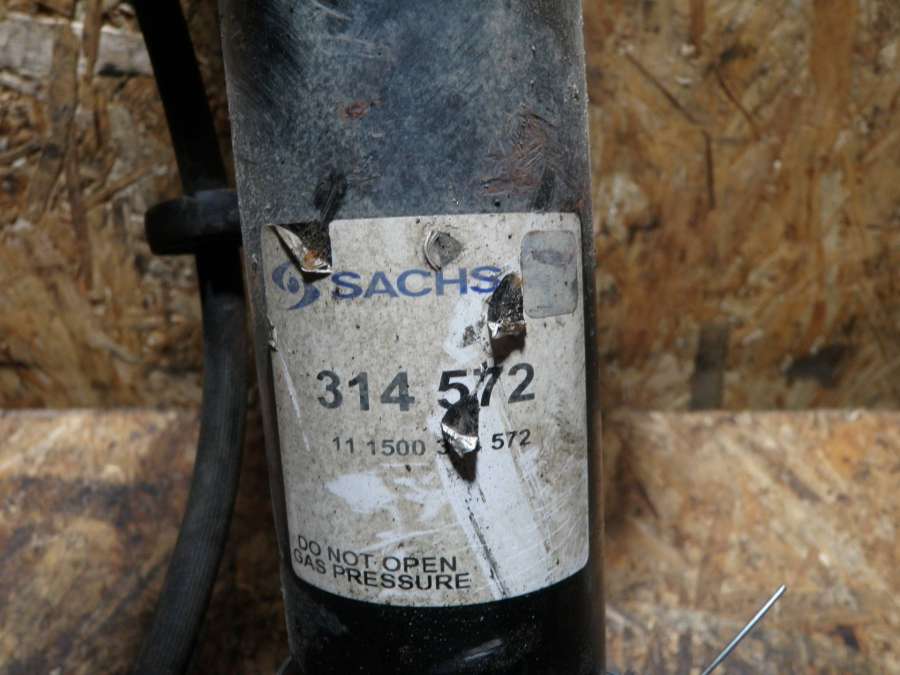 SACHS
314 572
11 1500 572
DO NOT OPEN
GAS PRESSURE